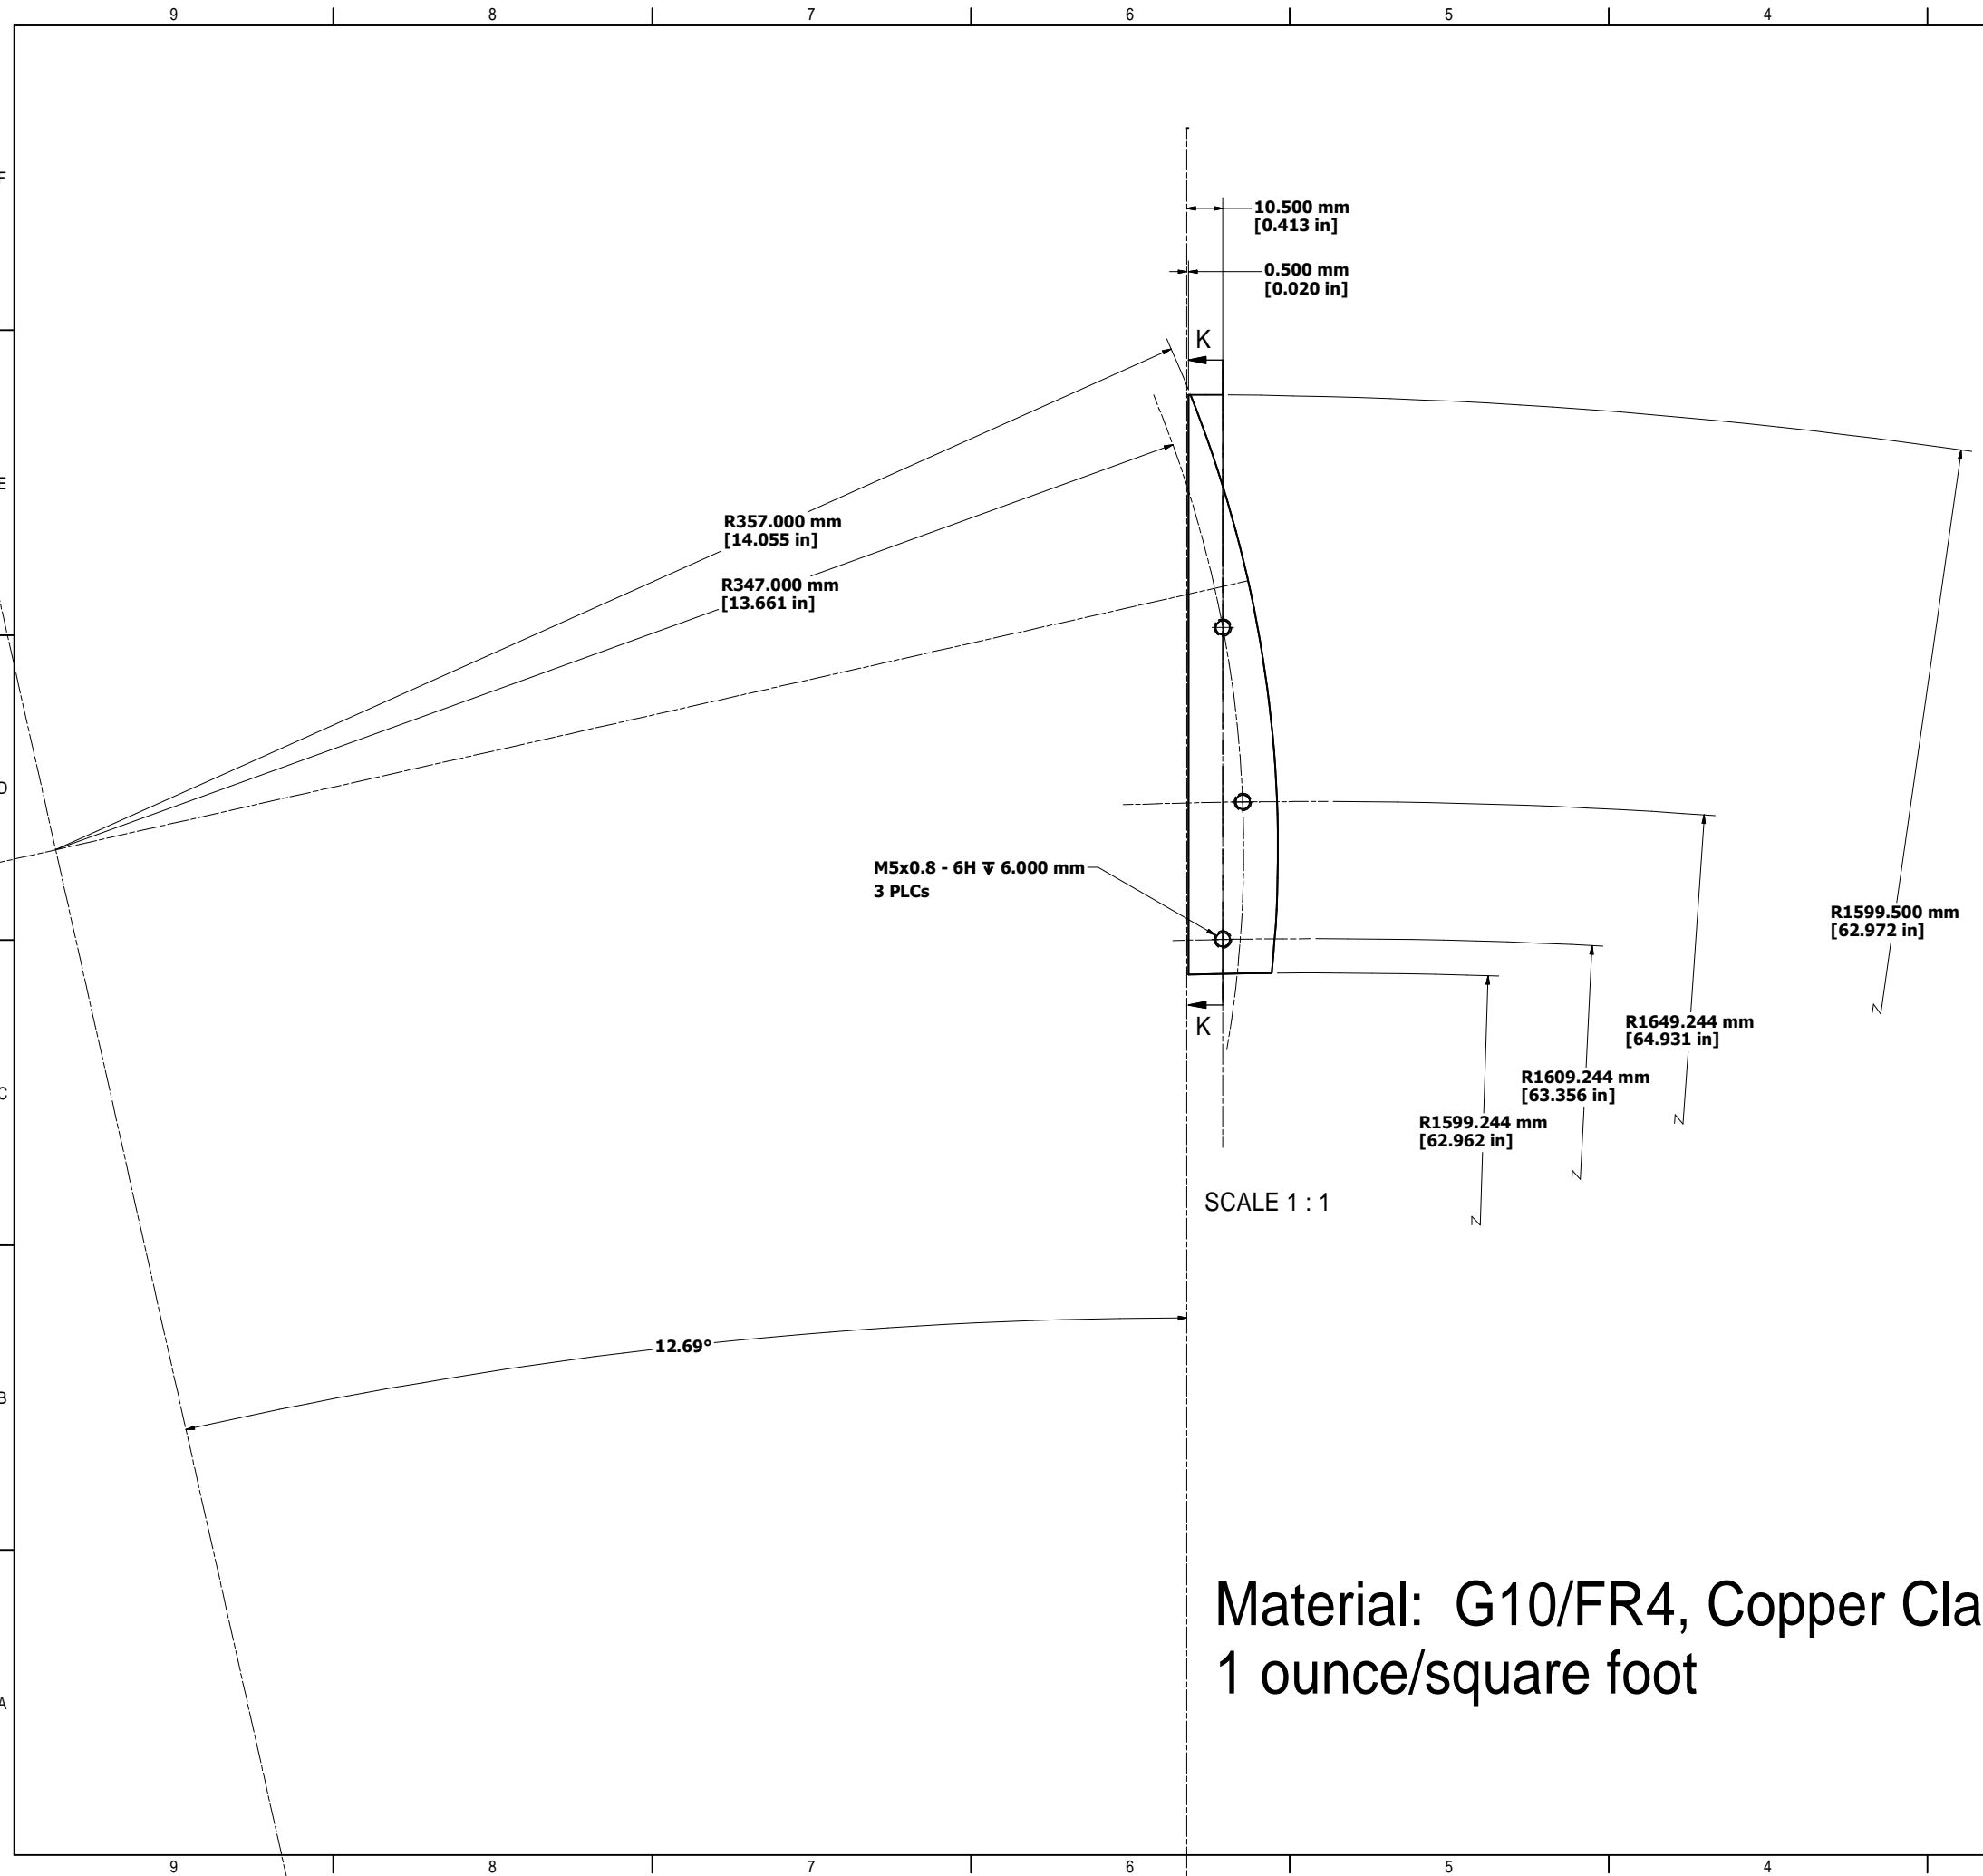 9 8 7 6 5 4
F
10.500 mm
[0.413 in]
0.500 mm
[0.020 in]
K
E
R357.000 mm
[14.055 in]
R347.000 mm
[13.661 in]
D
M5x0.8 - 6H ↧ 6.000 mm
3 PLCs
R1599.500 mm
[62.972 in]
K
R1649.244 mm
[64.931 in]
C
R1609.244 mm
[63.356 in]
R1599.244 mm
[62.962 in]
SCALE 1 : 1
12.69°
B
Material: G10/FR4, Copper Cla
1 ounce/square foot
A
9 8 7 6 5 4